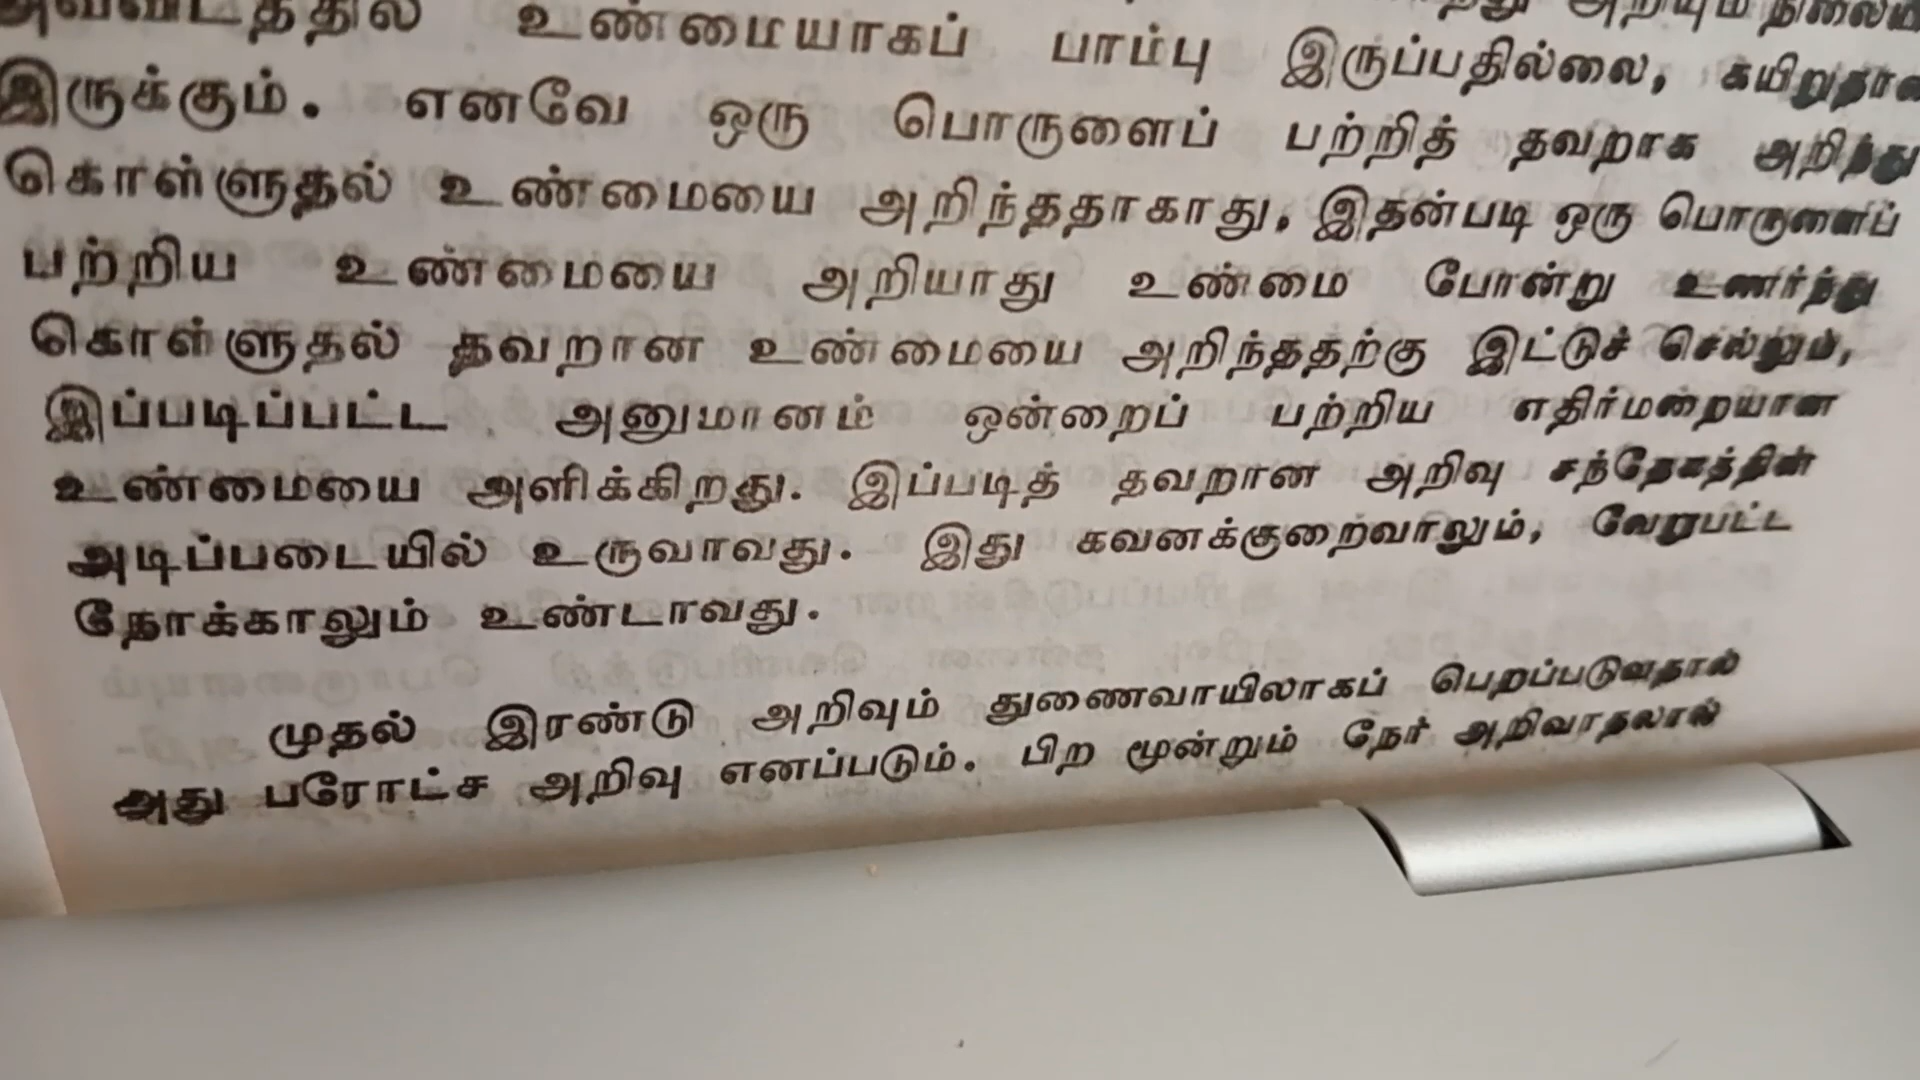 அவ்விடத்தில் உண்மையாகப் பாம்பு இருப்பதில்லை, கயிறுதான்
இருக்கும். எனவே ஒரு பொருளைப் பற்றித் தவறாக அறிந்து
கொள்ளுதல் உண்மையை அறிந்ததாகாது. இதன்படி ஒரு பொருளைப்
பற்றிய உண்மையை அறியாது உண்மை போன்று உணர்ந்து
கொள்ளுதல் தவறான உண்மையை அறிந்ததற்கு இட்டுச் செல்லும்,
இப்படிப்பட்ட அனுமானம் ஒன்றைப் பற்றிய எதிர்மறையான
உண்மையை அளிக்கிறது. இப்படித் தவறான அறிவு சந்தேகத்தின்
அடிப்படையில் உருவாவது. இது கவனக்குறைவாலும், வேறுபட்ட
நோக்காலும் உண்டாவது.
முதல் இரண்டு அறிவும் துணைவாயிலாகப் பெறப்படுவதால்
அது பரோட்ச அறிவு எனப்படும். பிற மூன்றும் நேர் அறிவாதலால்